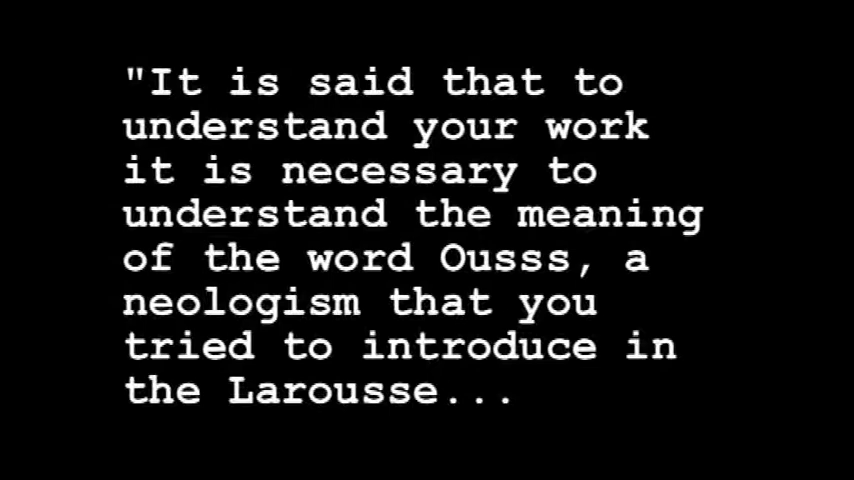 "It is said that to
understand your work
it is necessary to
understand the meaning
of the word Ousss, a
neologism that you
tried to introduce in
the Larousse...